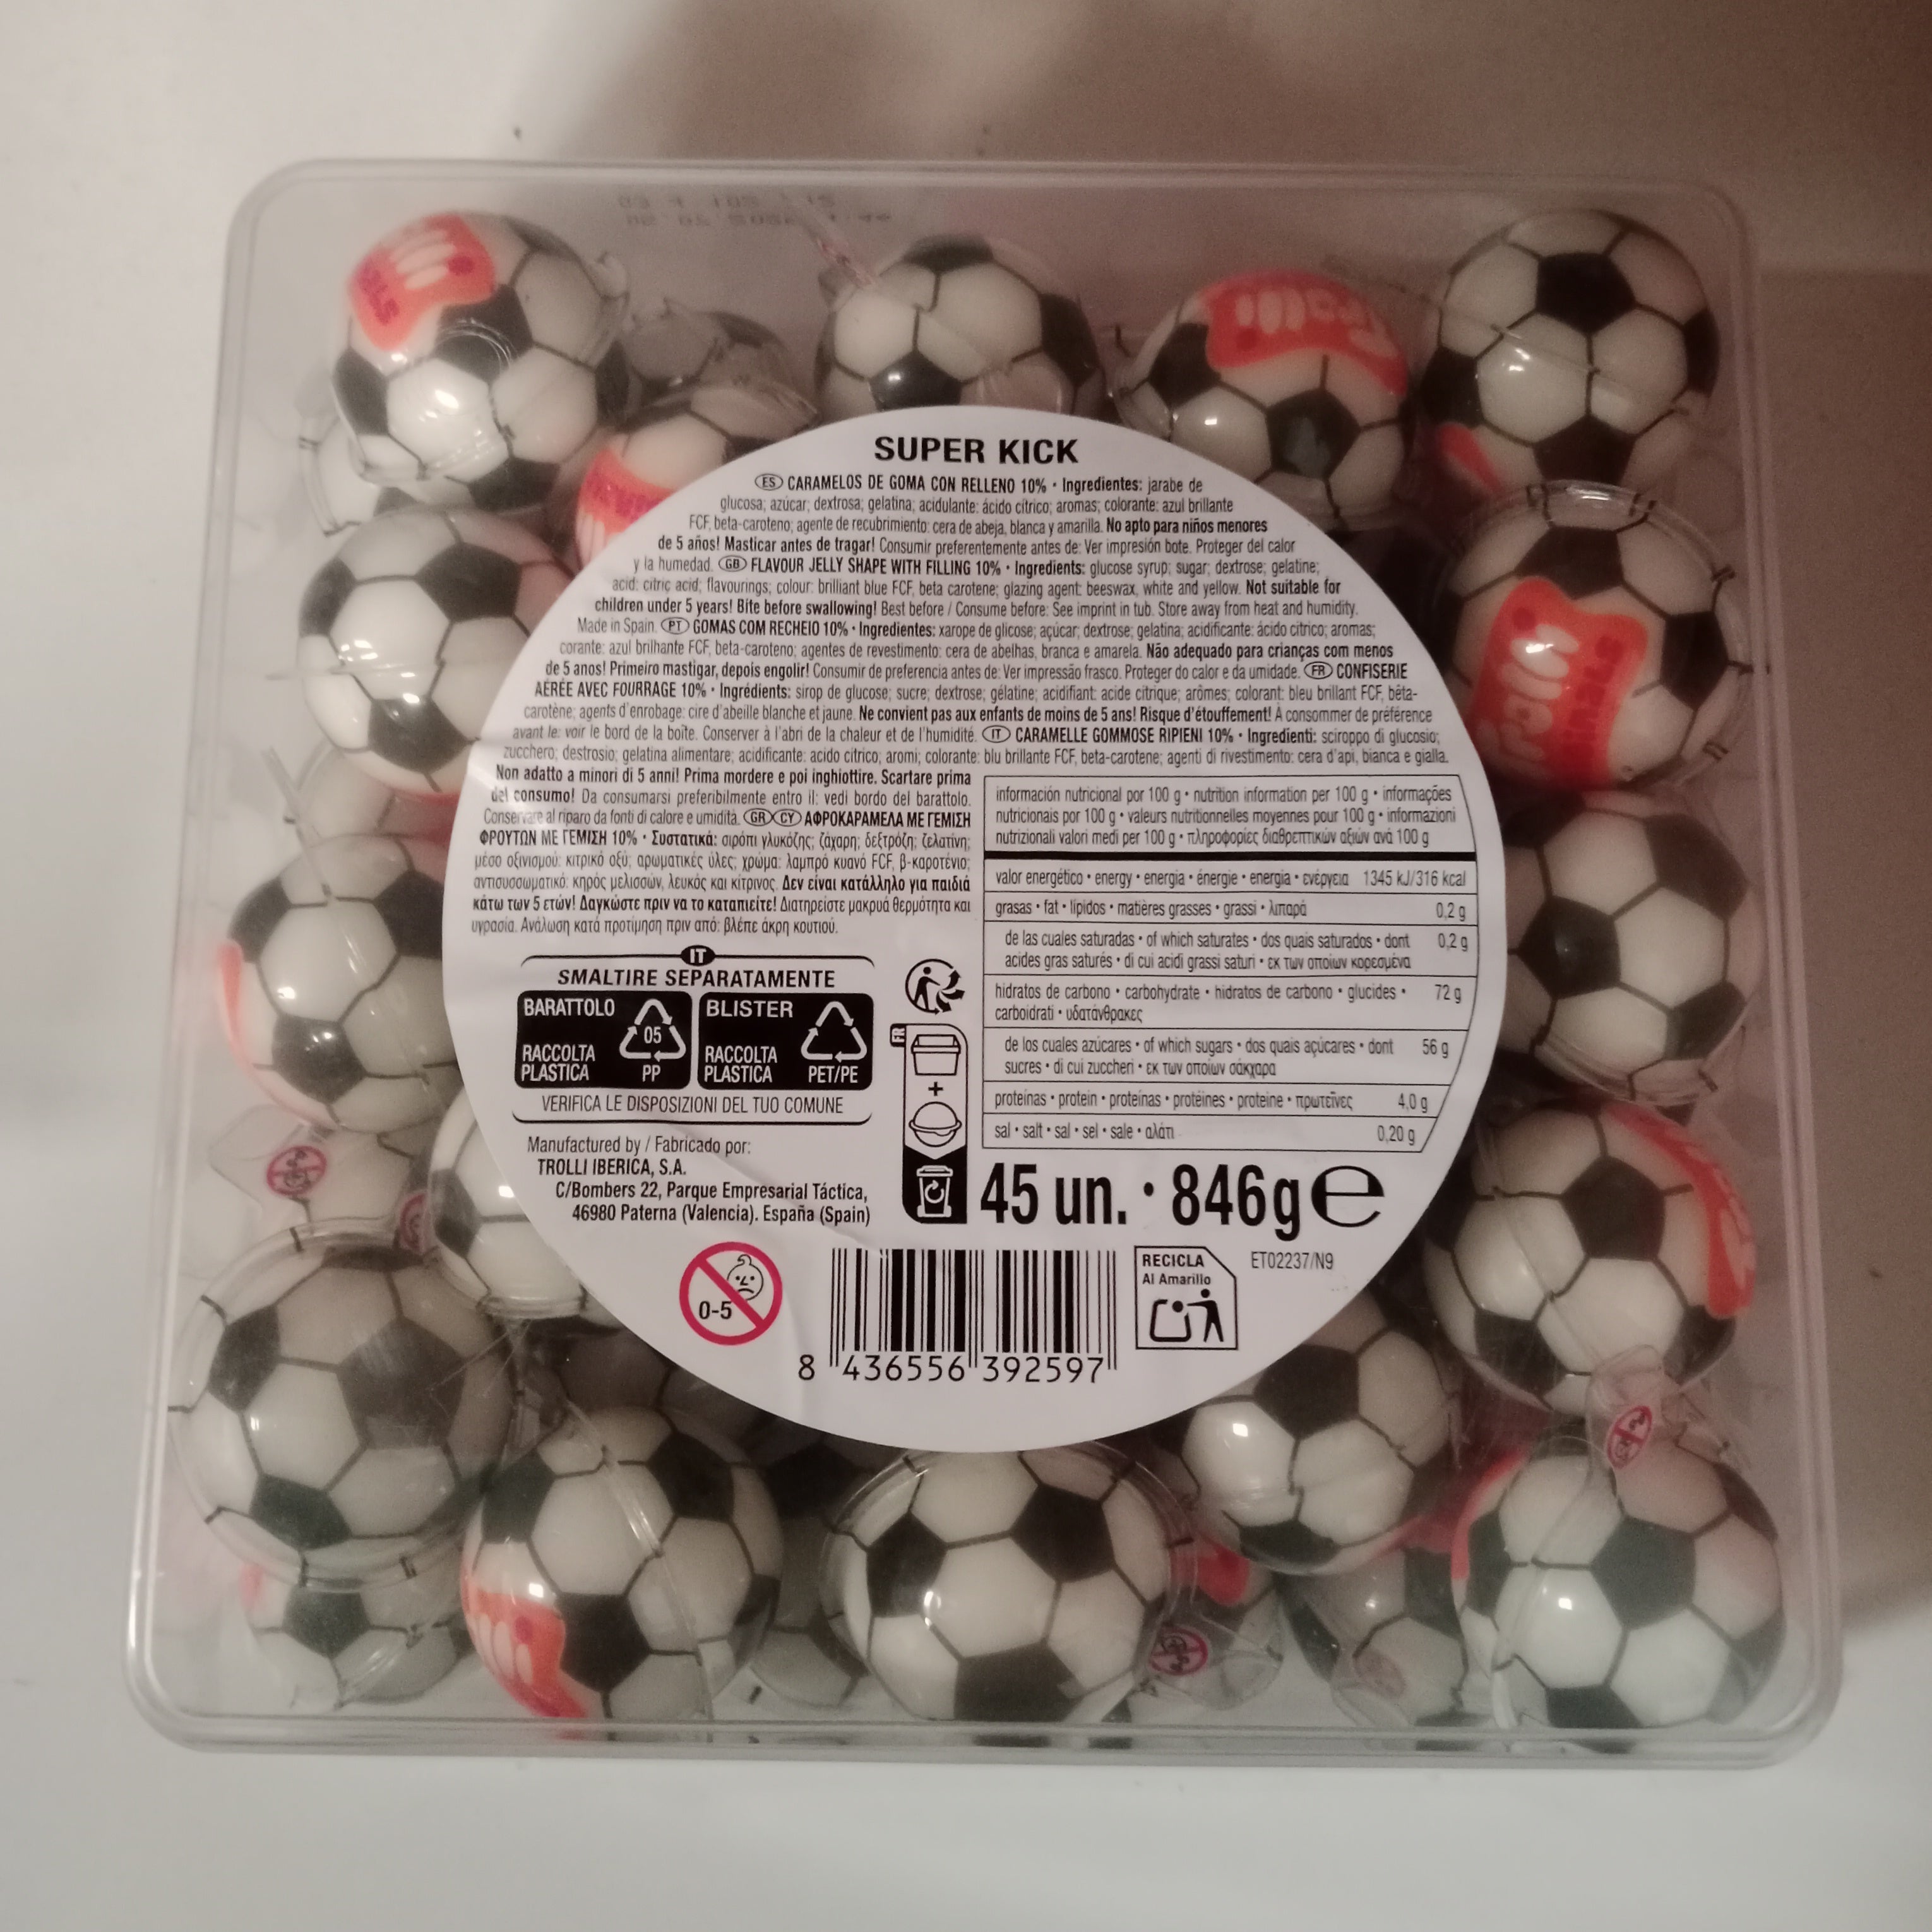 SUPER KICK
ES CARAMELOS DE GOMA CON RELLENO 10% • Ingredientes: jarabe de
glucosa; azúcar; dextrosa; gelatina; acidulante: ácido cítrico; aromas; colorante: azul brillante
FCF, beta-caroteno; agente de recubrimiento: cera de abeja, blanca y amarilla. No apto para niños menores
de 5 años! Masticar antes de tragar! Consumir preferentemente antes de: Ver impresión bote. Proteger del calor
y la humedad. GB FLAVOUR JELLY SHAPE WITH FILLING 10% • Ingredients: glucose syrup; sugar; dextrose; gelatine;
acid: citric acid; flavourings; colour: brilliant blue FCF, beta carotene; glazing agent: beeswax, white and yellow. Not suitable for
children under 5 years! Bite before swallowing! Best before / Consume before: See imprint in tub. Store away from heat and humidity.
Made in Spain. PT GOMAS COM RECHEIO 10% • Ingredientes: xarope de glicose; açúcar; dextrose; gelatina; acidificante: ácido cítrico; aromas;
corante: azul brilhante FCF, beta-caroteno; agentes de revestimento: cera de abelhas, branca e amarela. Não adequado para crianças com menos
de 5 anos! Primeiro mastigar, depois engolir! Consumir de preferencia antes de: Ver impressão frasco. Proteger do calor e da umidade. FR CONFISERIE
AÉRÉE AVEC FOURRAGE 10% • Ingrédients: sirop de glucose; sucre; dextrose; gélatine; acidifiant: acide citrique; arômes; colorant: bleu brillant FCF, bêta-
carotène; agents d'enrobage: cire d'abeille blanche et jaune. Ne convient pas aux enfants de moins de 5 ans! Risque d'étouffement! À consommer de préférence
avant le: voir le bord de la boîte. Conserver à l'abri de la chaleur et de l'humidité. IT CARAMELLE GOMMOSE RIPIENI 10% • Ingredienti: sciroppo di glucosio;
zucchero; destrosio; gelatina alimentare; acidificante: acido cítrico; aromi; colorante: blu brillante FCF, beta-carotene; agenti di rivestimento: cera d'api, bianca e gialla.
Non adatto a minori di 5 anni! Prima mordere e poi inghiottire. Scartare prima
del consumo! Da consumarsi preferibilmente entro il: vedi bordo del barattolo.
Conservare al riparo da fonti di calore e umidità. GR CY ΑΦΡΟΚΑΡΑΜΕΛΑ ΜΕ ΓΕΜΙΣΗ
ΦΡΟΥΤΩΝ ΜΕ ΓΕΜΙΣΗ 10% • Συστατικά: σιρόπι γλυκόζης; ζάχαρη; δεξτρόζη; ζελατίνη;
μέσο οξινισμού: κιτρικό οξύ; αρωματικές ύλες; χρώμα: λαμπρό κυανό FCF, β-καροτένιο;
αντισυσσωματικό: κηρός μελισσών, λευκός και κίτρινος. Δεν είναι κατάλληλο για παιδιά
κάτω των 5 ετών! Δαγκώστε πριν να το καταπιείτε! Διατηρείστε μακρυά θερμότητα και
υγρασία. Ανάλωση κατά προτίμηση πριν από: βλέπε άκρη κουτιού.
información nutricional por 100 g • nutrition information per 100 g • informações
nutricionais por 100 g • valeurs nutritionnelles moyennes pour 100 g • informazioni
nutrizionali valori medi per 100 g • πληροφορίες διαθρεπτικών αξιών ανά 100 g
valor energético • energy • energia • énergie • energia • ενέργεια 1345 kJ/316 kcal
grasas • fat • lípidos • matières grasses • grassi • λιπαρά 0,2 g
de las cuales saturadas • of which saturates • dos quais saturados • dont 0,2 g
acides gras saturés • di cui acidi grassi saturi • εκ των οποίων κορεσμένα
hidratos de carbono • carbohydrate • hidratos de carbono • glucides • 72 g
carboidrati • υδατάνθρακες
de los cuales azúcares • of which sugars • dos quais açúcares • dont 56 g
sucres • di cui zuccheri • εκ των οποίων σάκχαρα
proteínas • protein • proteínas • protéines • proteine • πρωτεΐνες 4,0 g
sal • salt • sal • sel • sale • αλάτι 0,20 g
IT
SMALTIRE SEPARATAMENTE
BARATTOLO
05
RACCOLTA
PLASTICA PP
BLISTER
RACCOLTA
PLASTICA PET/PE
VERIFICA LE DISPOSIZIONI DEL TUO COMUNE
FR
+
Manufactured by / Fabricado por:
TROLLI IBERICA, S.A.
C/Bombers 22, Parque Empresarial Táctica,
46980 Paterna (Valencia). España (Spain)
45 un. • 846g e
0-5
8 436556 392597
RECICLA
Al Amarillo
ET02237/N9
Trolli
Trolli